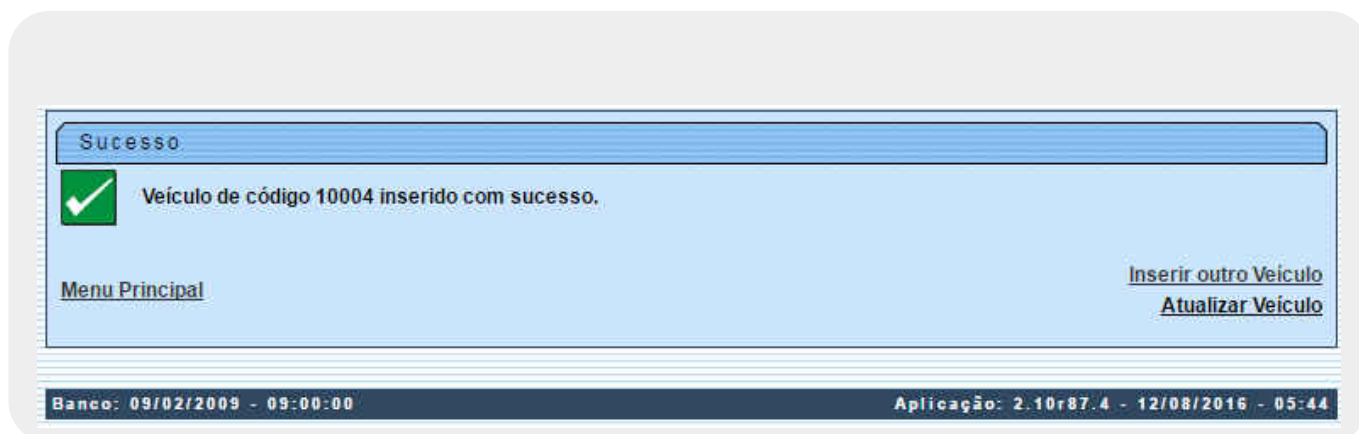 Sucesso
Veículo de código 10004 inserido com sucesso.
Inserir outro Veículo
Menu Principal
Atualizar Veículo
Banco: 09/02/2009 - 09:00:00 Aplicação: 2.10r87.4 - 12/08/2016 - 05:44